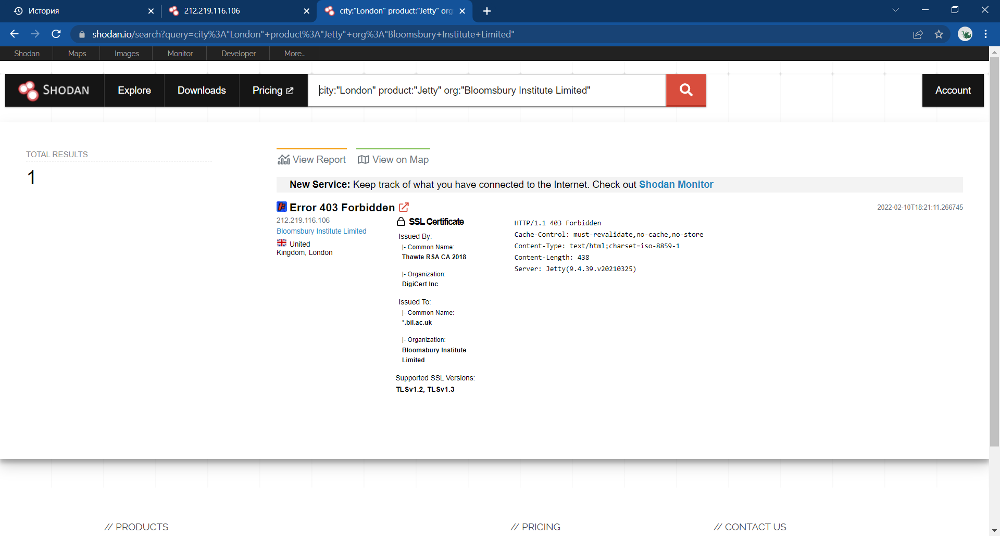 История
212.219.116.106
city:"London" product:"Jetty" org
shodan.io/search?query=city%3A"London"+product%3A"Jetty"+org%3A"Bloomsbury+Institute+Limited"
Shodan Maps Images Monitor Developer More...
SHODAN Explore Downloads Pricing city:"London" product:"Jetty" org:"Bloomsbury Institute Limited" Account
TOTAL RESULTS
1
View Report View on Map
New Service: Keep track of what you have connected to the Internet. Check out Shodan Monitor
Error 403 Forbidden
2022-02-10T18:21:11.266745
212.219.116.106
Bloomsbury Institute Limited
United
Kingdom, London
SSL Certificate
Issued By:
|- Common Name:
Thawte RSA CA 2018
|- Organization:
DigiCert Inc
Issued To:
|- Common Name:
*.bil.ac.uk
|- Organization:
Bloomsbury Institute
Limited
Supported SSL Versions:
TLSv1.2, TLSv1.3
HTTP/1.1 403 Forbidden
Cache-Control: must-revalidate,no-cache,no-store
Content-Type: text/html;charset=iso-8859-1
Content-Length: 438
Server: Jetty(9.4.39.v20210325)
// PRODUCTS // PRICING // CONTACT US